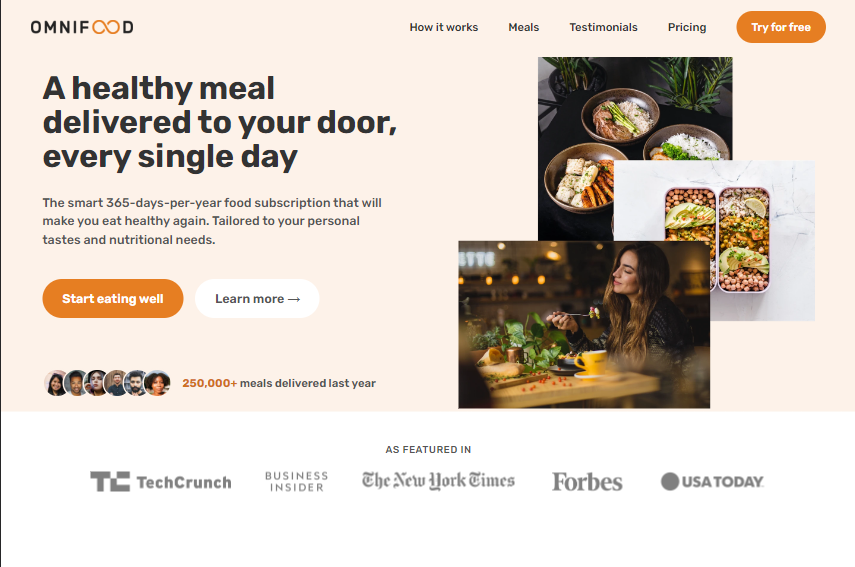 OMNIFOOD
How it works
Meals
Testimonials
Pricing
Try for free
A healthy meal
delivered to your door,
every single day
The smart 365-days-per-year food subscription that will
make you eat healthy again. Tailored to your personal
tastes and nutritional needs.
Start eating well
Learn more →
250,000+ meals delivered last year
AS FEATURED IN
TC TechCrunch
BUSINESS
INSIDER
The New York Times
Forbes
USA TODAY